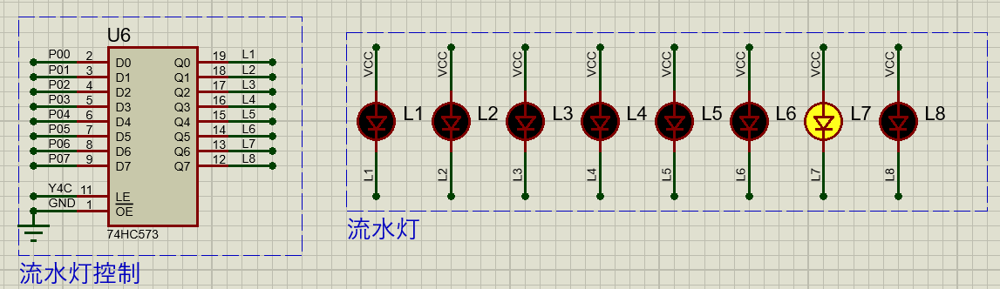 U6
P00 2 D0 Q0 19 L1
P01 3 D1 Q1 18 L2
P02 4 D2 Q2 17 L3
P03 5 D3 Q3 16 L4
P04 6 D4 Q4 15 L5
P05 7 D5 Q5 14 L6
P06 8 D6 Q6 13 L7
P07 9 D7 Q7 12 L8
Y4C 11 LE
GND 1 OE
74HC573
流水灯控制
VCC VCC VCC VCC VCC VCC VCC VCC
L1 L2 L3 L4 L5 L6 L7 L8
L1 L2 L3 L4 L5 L6 L7 L8
流水灯